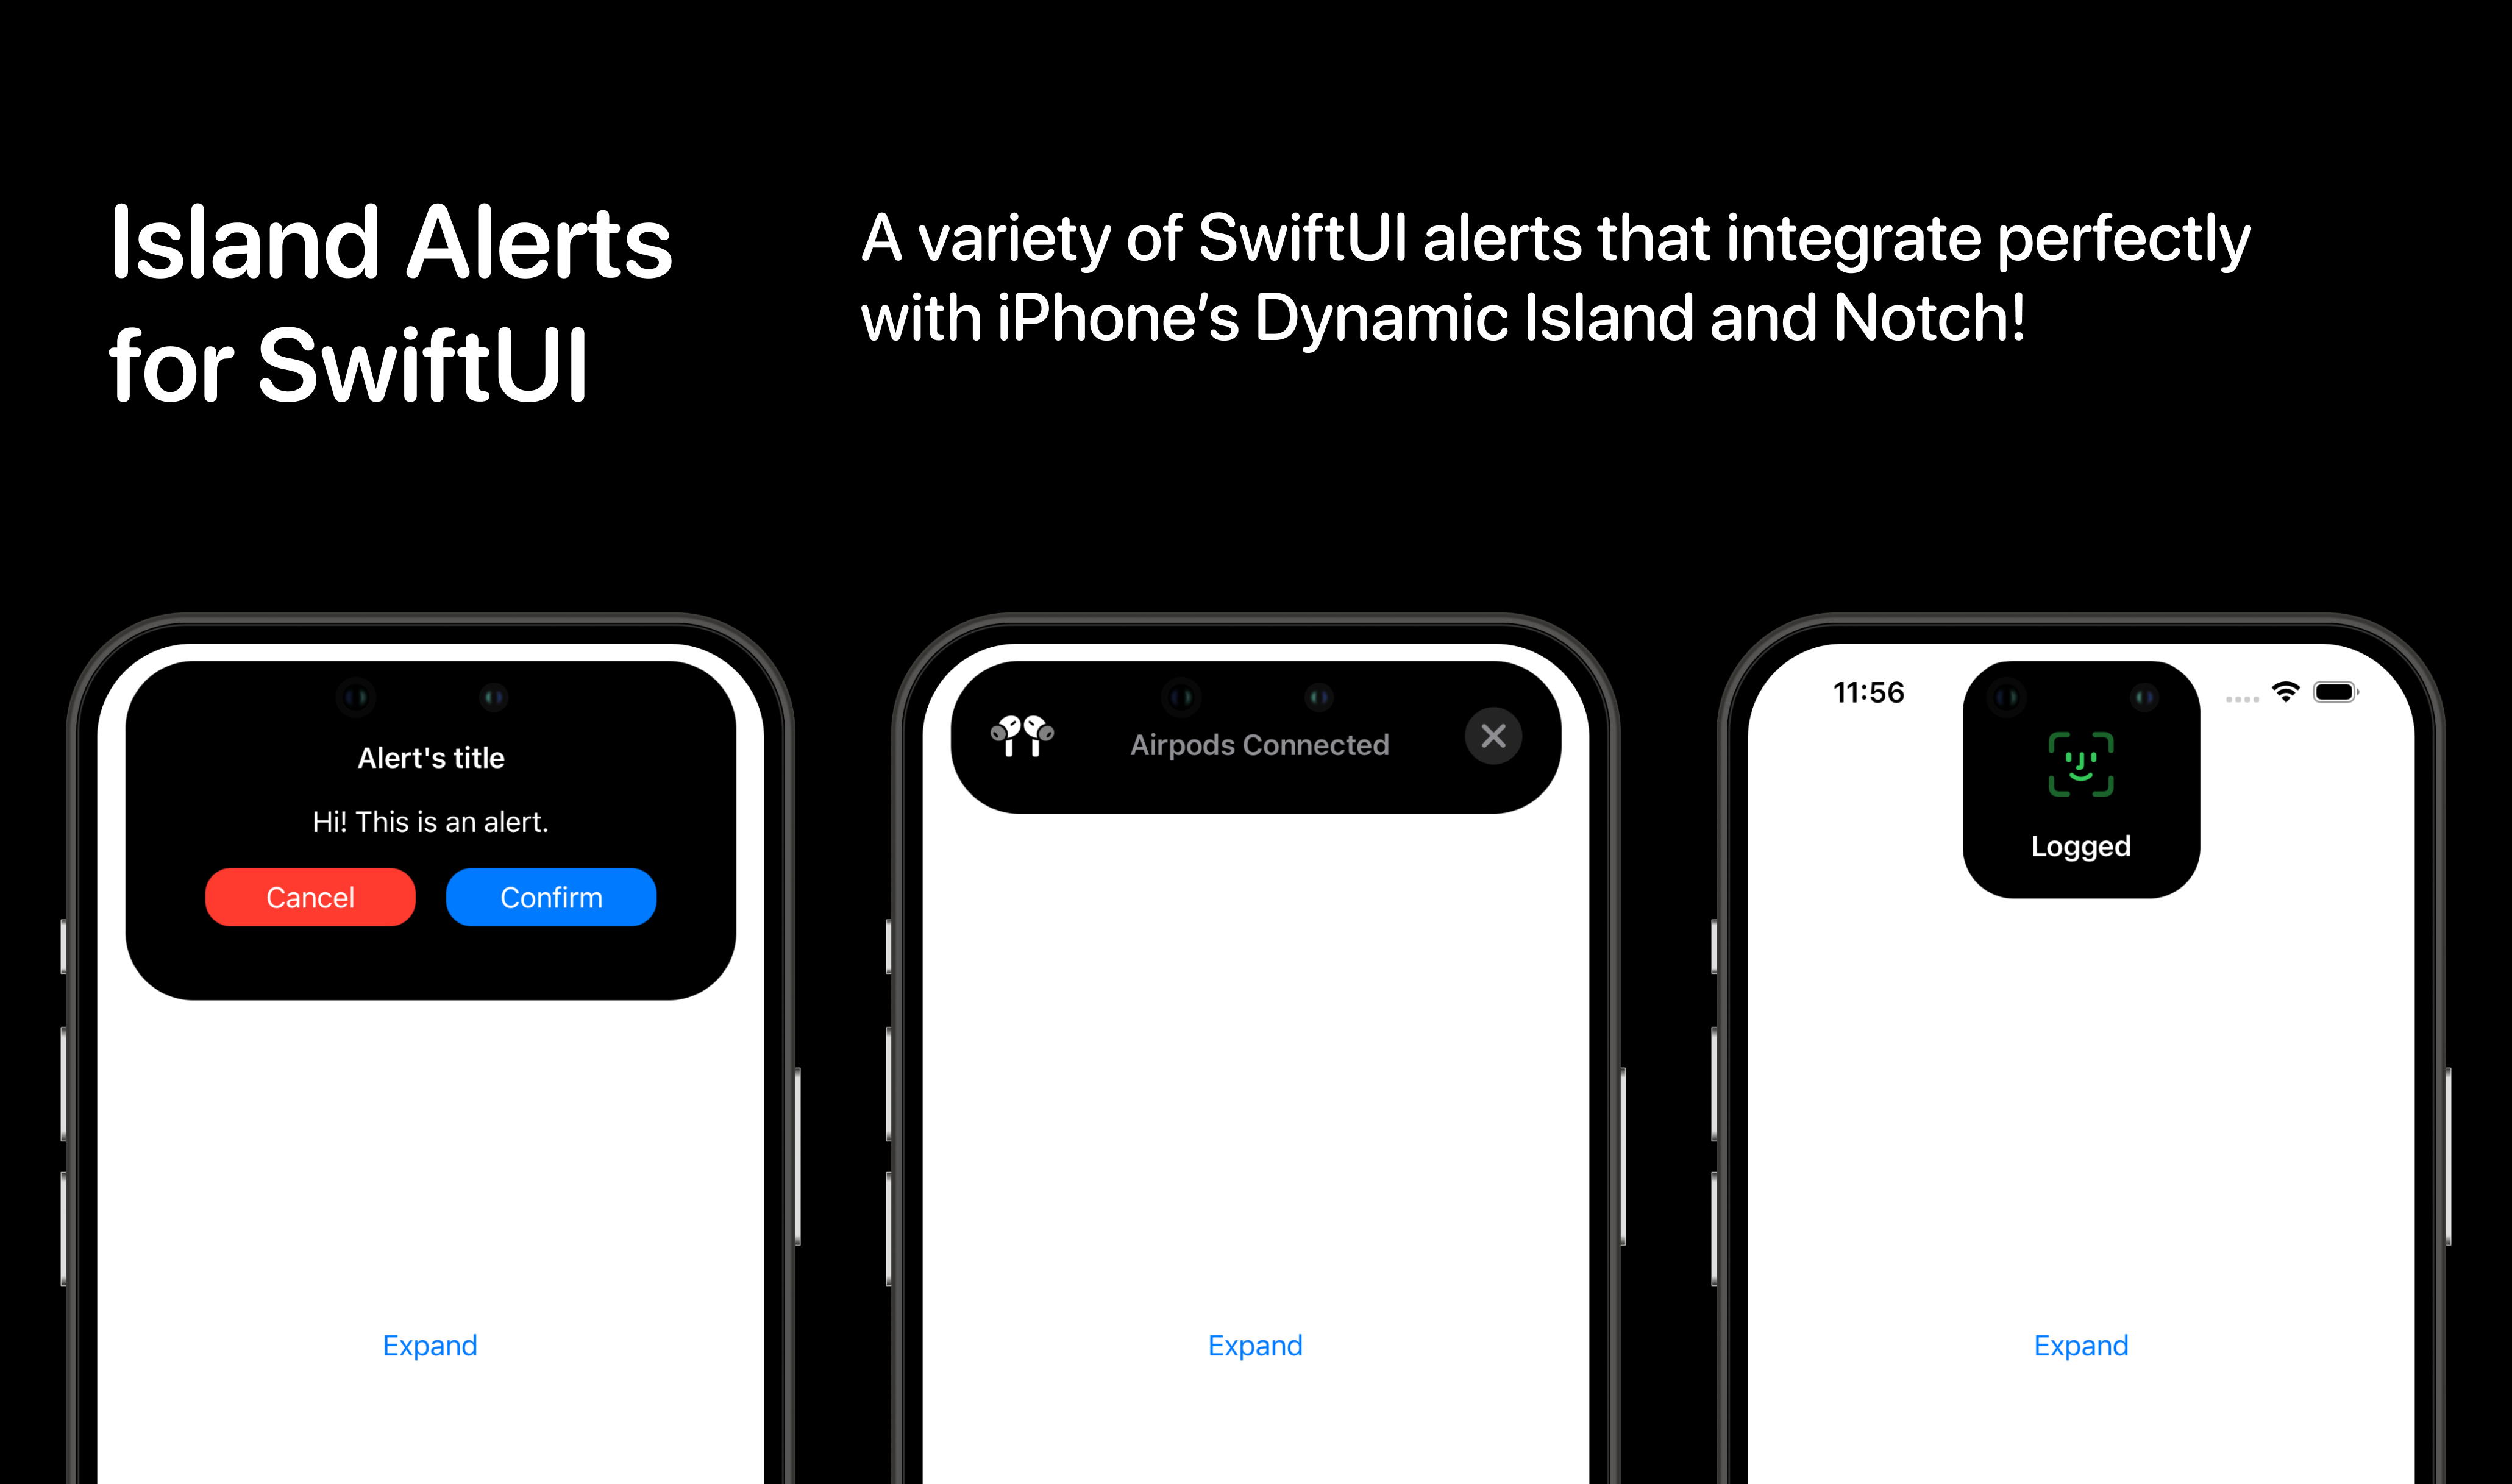 Island Alerts
for SwiftUI
A variety of SwiftUI alerts that integrate perfectly
with iPhone’s Dynamic Island and Notch!
Alert's title
Hi! This is an alert.
Cancel
Confirm
Expand
Airpods Connected
Expand
11:56
Logged
Expand